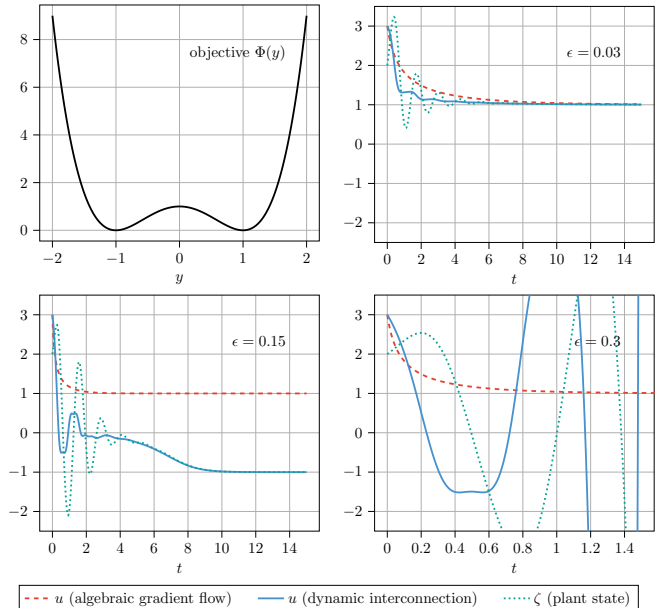 8
6
4
2
0
objective Φ(y)
−2 −1 0 1 2
y
3
2
1
0
−1
−2
ϵ = 0.03
0 2 4 6 8 10 12 14
t
3
2
1
0
−1
−2
ϵ = 0.15
0 2 4 6 8 10 12 14
t
3
2
1
0
−1
−2
ϵ = 0.3
0 0.2 0.4 0.6 0.8 1 1.2 1.4
t
u (algebraic gradient flow) u (dynamic interconnection) ζ (plant state)